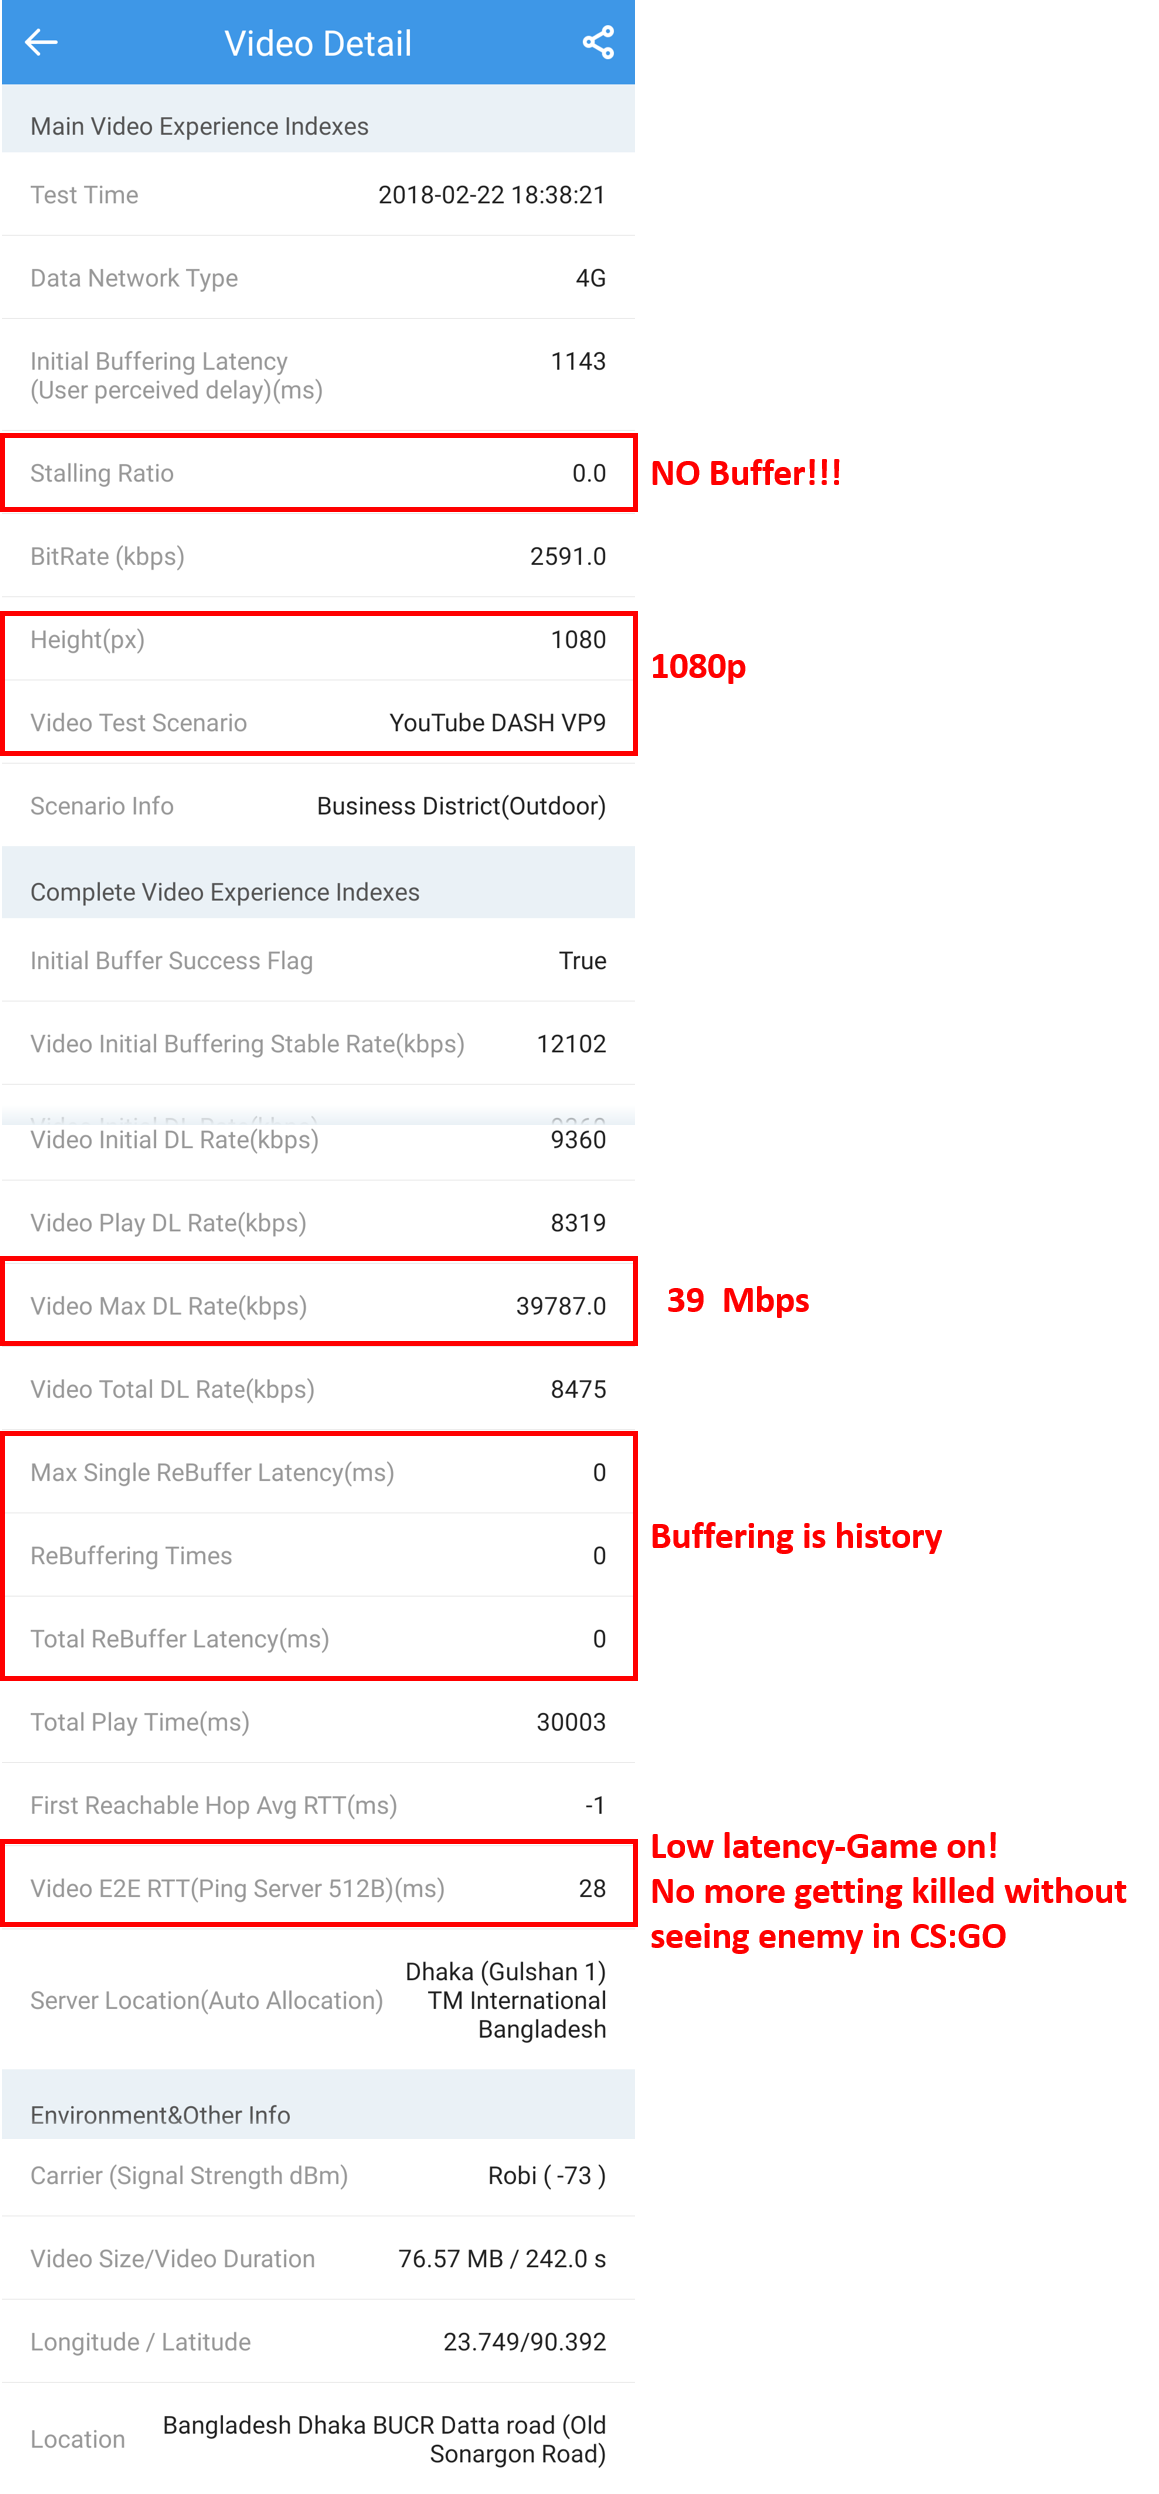 Video Detail
Main Video Experience Indexes
Test Time 2018-02-22 18:38:21
Data Network Type 4G
Initial Buffering Latency 1143
(User perceived delay)(ms)
Stalling Ratio 0.0 NO Buffer!!!
BitRate (kbps) 2591.0
Height(px) 1080
1080p
Video Test Scenario YouTube DASH VP9
Scenario Info Business District(Outdoor)
Complete Video Experience Indexes
Initial Buffer Success Flag True
Video Initial Buffering Stable Rate(kbps) 12102
Video Initial DL Rate(kbps) 9360
Video Initial DL Rate(kbps) 9360
Video Play DL Rate(kbps) 8319
Video Max DL Rate(kbps) 39787.0 39 Mbps
Video Total DL Rate(kbps) 8475
Max Single ReBuffer Latency(ms) 0
ReBuffering Times 0 Buffering is history
Total ReBuffer Latency(ms) 0
Total Play Time(ms) 30003
First Reachable Hop Avg RTT(ms) -1
Low latency-Game on!
Video E2E RTT(Ping Server 512B)(ms) 28 No more getting killed without
seeing enemy in CS:GO
Dhaka (Gulshan 1)
Server Location(Auto Allocation) TM International
Bangladesh
Environment&Other Info
Carrier (Signal Strength dBm) Robi ( -73 )
Video Size/Video Duration 76.57 MB / 242.0 s
Longitude / Latitude 23.749/90.392
Location Bangladesh Dhaka BUCR Datta road (Old
Sonargon Road)